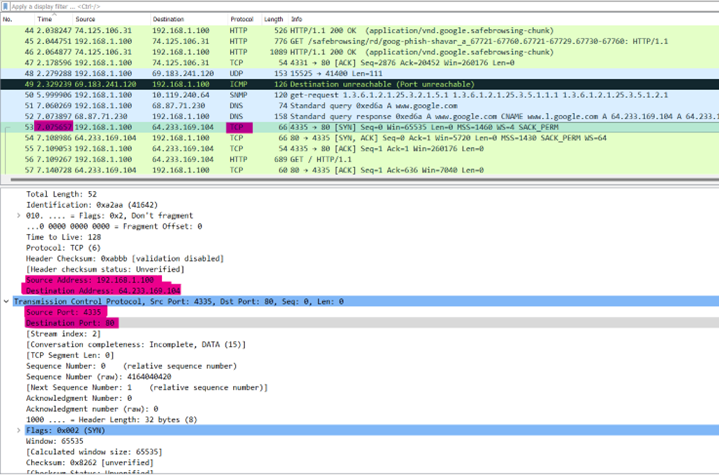 Apply a display filter ... <Ctrl-/>
No. Time Source Destination Protocol Length Info
44 2.038247 74.125.106.31 192.168.1.100 HTTP 526 HTTP/1.1 200 OK (application/vnd.google.safebrowsing-chunk)
45 2.044751 192.168.1.100 74.125.106.31 HTTP 776 GET /safebrowsing/rd/goog-phish-shavar_a_67721-67760.67721-67729.67730-67760: HTTP/1.1
46 2.064877 74.125.106.31 192.168.1.100 HTTP 1089 HTTP/1.1 200 OK (application/vnd.google.safebrowsing-chunk)
47 2.178596 192.168.1.100 74.125.106.31 TCP 54 4331 → 80 [ACK] Seq=2876 Ack=20452 Win=260176 Len=0
48 2.279288 192.168.1.100 69.183.241.120 UDP 153 15525 → 41400 Len=111
49 2.329239 69.183.241.120 192.168.1.100 ICMP 126 Destination unreachable (Port unreachable)
50 5.999906 192.168.1.100 10.119.240.64 SNMP 120 get-request 1.3.6.1.2.1.25.3.2.1.5.1 1.3.6.1.2.1.25.3.5.1.1.1 1.3.6.1.2.1.25.3.5.1.2.1
51 7.060269 192.168.1.100 68.87.71.230 DNS 74 Standard query 0xed6a A www.google.com
52 7.073897 68.87.71.230 192.168.1.100 DNS 158 Standard query response 0xed6a A www.google.com CNAME www.l.google.com A 64.233.169.104 A 64.2
53 192.168.1.100 64.233.169.104 TCP 66 4335 → 80 [SYN] Seq=0 Win=65535 Len=0 MSS=1460 WS=4 SACK_PERM
54 7.108986 64.233.169.104 192.168.1.100 TCP 66 80 → 4335 [SYN, ACK] Seq=0 Ack=1 Win=5720 Len=0 MSS=1430 SACK_PERM WS=64
55 7.109053 192.168.1.100 64.233.169.104 TCP 54 4335 → 80 [ACK] Seq=1 Ack=1 Win=260176 Len=0
56 7.109267 192.168.1.100 64.233.169.104 HTTP 689 GET / HTTP/1.1
57 7.140728 64.233.169.104 192.168.1.100 TCP 60 80 → 4335 [ACK] Seq=1 Ack=636 Win=7040 Len=0
Total Length: 52
Identification: 0xa2aa (41642)
010. .... = Flags: 0x2, Don't fragment
...0 0000 0000 0000 = Fragment Offset: 0
Time to Live: 128
Protocol: TCP (6)
Header Checksum: 0xabbb [validation disabled]
[Header checksum status: Unverified]
Source Address: 192.168.1.100
Destination Address: 64.233.169.104
Transmission Control Protocol, Src Port: 4335, Dst Port: 80, Seq: 0, Len: 0
Source Port: 4335
Destination Port: 80
[Stream index: 2]
[Conversation completeness: Incomplete, DATA (15)]
[TCP Segment Len: 0]
Sequence Number: 0 (relative sequence number)
Sequence Number (raw): 4164040420
[Next Sequence Number: 1 (relative sequence number)]
Acknowledgment Number: 0
Acknowledgment number (raw): 0
1000 .... = Header Length: 32 bytes (8)
Flags: 0x002 (SYN)
Window: 65535
[Calculated window size: 65535]
Checksum: 0x8262 [unverified]
[Checksum Status: Unverified]